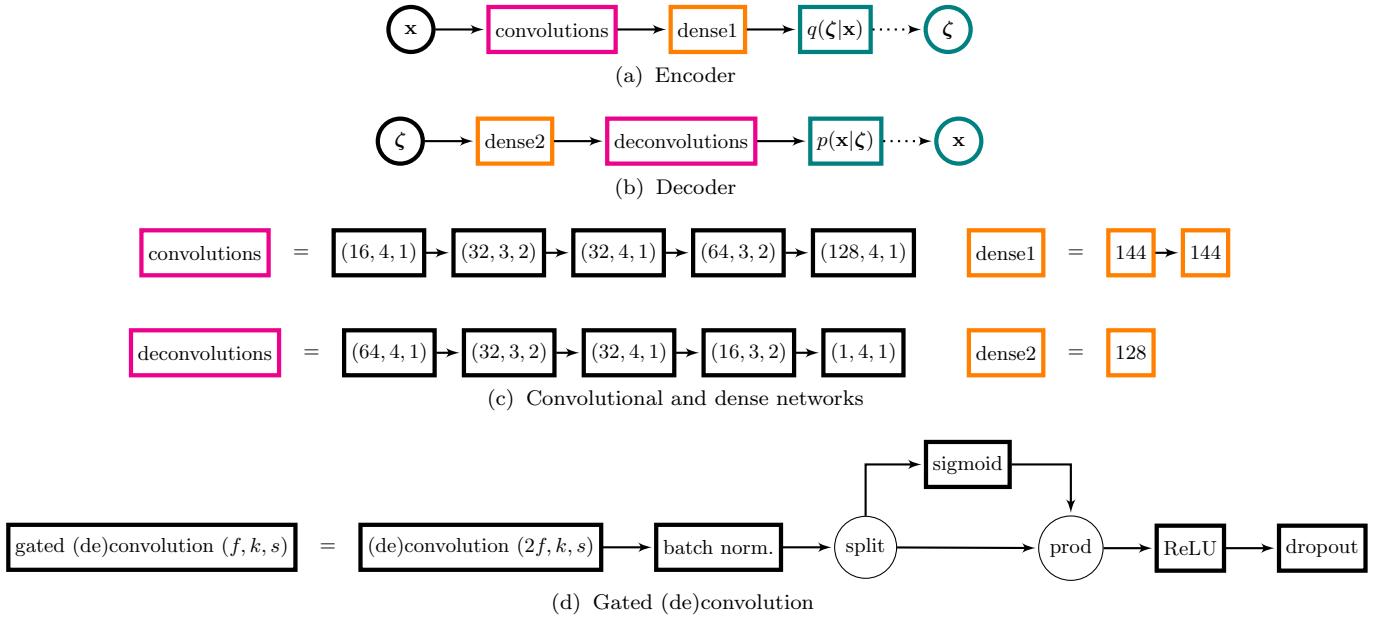 x convolutions dense1 q(ζ|x) ζ
(a) Encoder
ζ dense2 deconvolutions p(x|ζ) x
(b) Decoder
convolutions = (16, 4, 1) (32, 3, 2) (32, 4, 1) (64, 3, 2) (128, 4, 1) dense1 = 144 144
deconvolutions = (64, 4, 1) (32, 3, 2) (32, 4, 1) (16, 3, 2) (1, 4, 1) dense2 = 128
(c) Convolutional and dense networks
sigmoid
gated (de)convolution (f, k, s) = (de)convolution (2f, k, s) batch norm. split prod ReLU dropout
(d) Gated (de)convolution